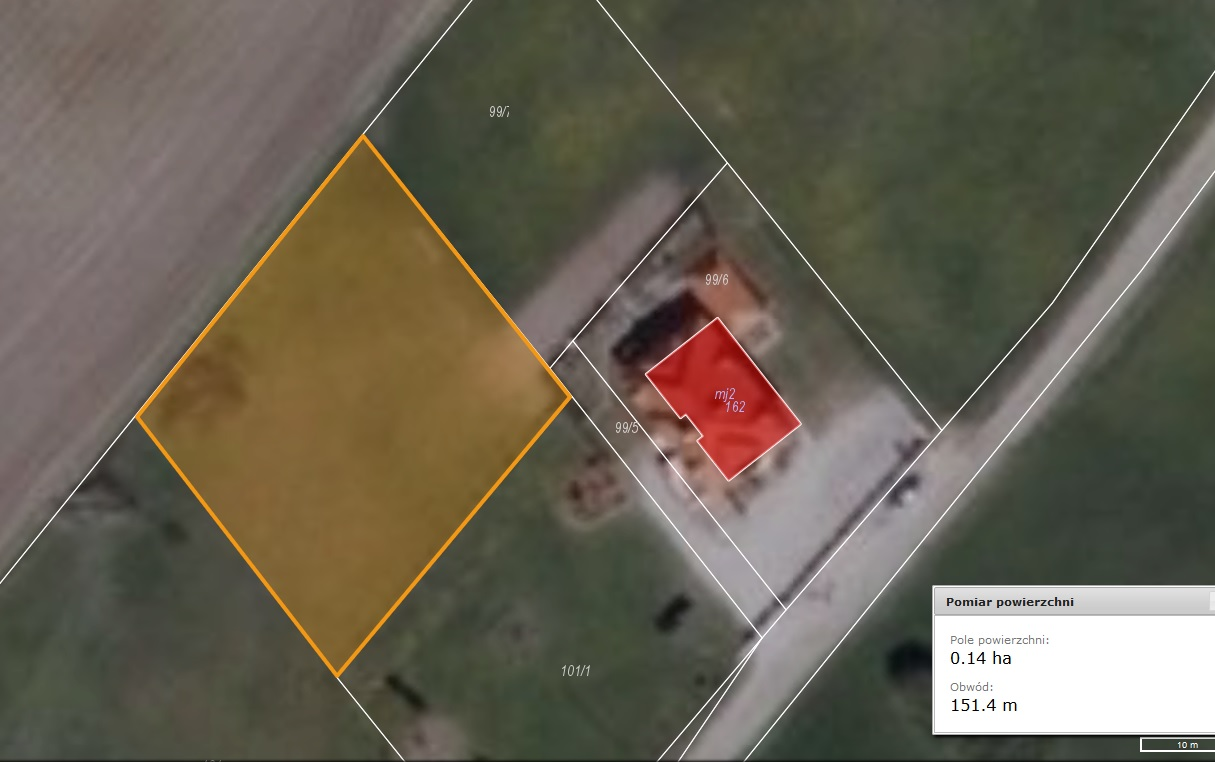 99/7
99/6
mj2
162
99/5
101/1
Pomiar powierzchni
Pole powierzchni:
0.14 ha
Obwód:
151.4 m
10 m